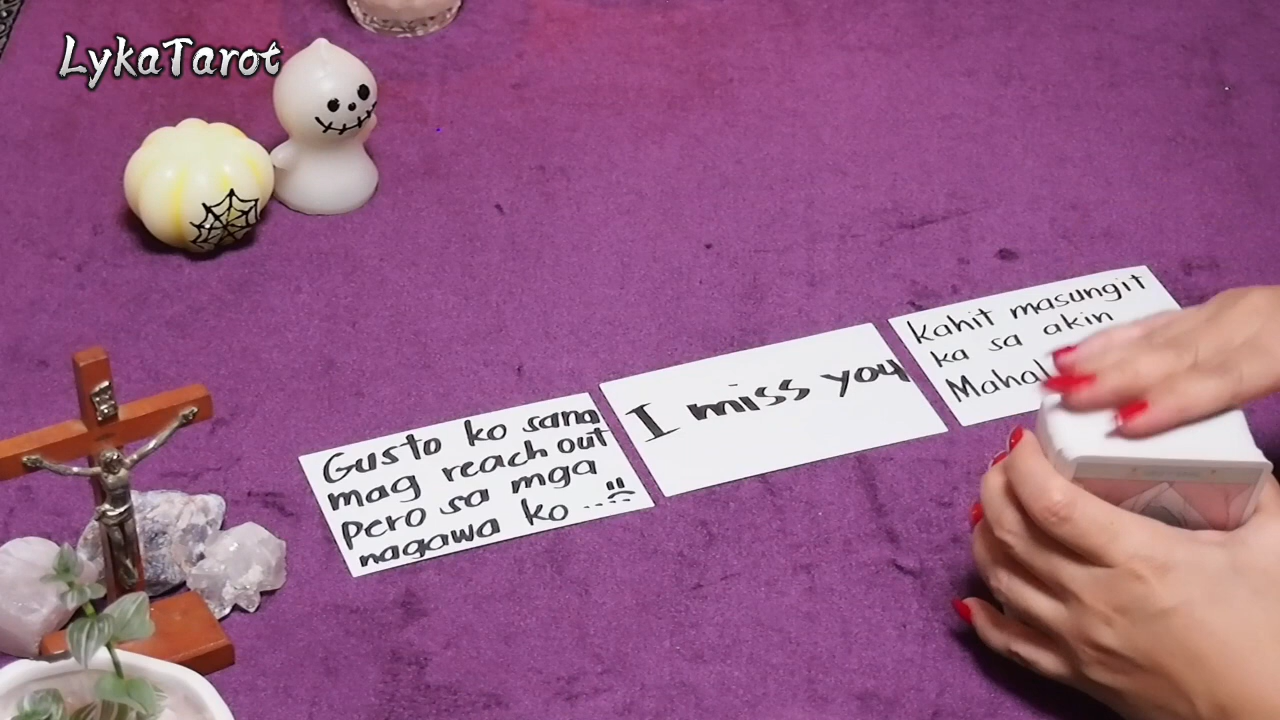 LykaTarot
Gusto ko sana
mag reach out
pero sa mga
nagawa ko ...
I miss you
kahit masungit
ka sa akin
Mahal